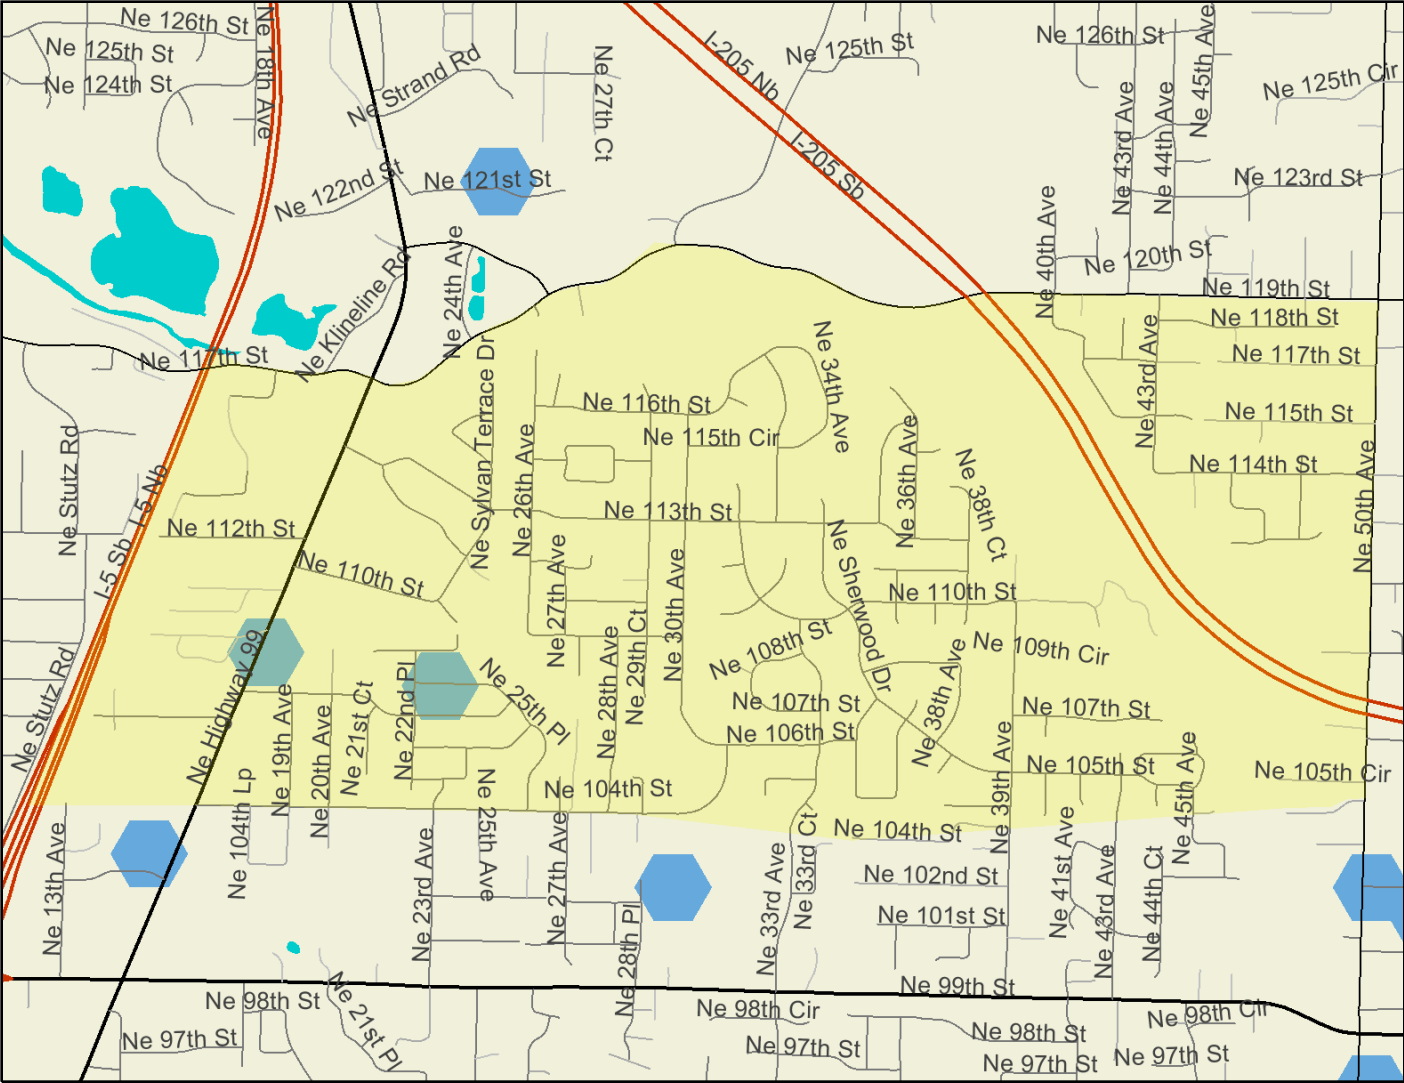 Ne 126th St
Ne 18th Ave
Ne 125th St
Ne 124th St
Ne Strand Rd
Ne 27th Ct
I-205 Nb
Ne 125th St
Ne 126th St
Ne 45th Ave
Ne 125th Cir
Ne 43rd Ave
Ne 44th Ave
I-205 Sb
Ne 122nd St
Ne 121st St
Ne 123rd St
Ne 40th Ave
Ne 120th St
Ne 24th Ave
Ne Klineline Rd
Ne 119th St
Ne 118th St
Ne 117th St
Ne 117th St
Ne 43rd Ave
Ne 34th Ave
Ne Sylvan Terrace Dr
Ne 116th St
Ne 115th St
Ne 115th Cir
Ne 36th Ave
Ne 26th Ave
Ne Stutz Rd
Ne 38th Ct
Ne 114th St
Ne 50th Ave
I-5 Nb
Ne 113th St
Ne 112th St
Ne Sherwood Dr
I-5 Sb
Ne 110th St
Ne 27th Ave
Ne 30th Ave
Ne 110th St
Ne 29th Ct
Ne 28th Ave
Ne 108th St
Ne 109th Cir
Ne 38th Ave
Ne Stutz Rd
Ne Highway 99
Ne 25th Pl
Ne 22nd Pl
Ne 21st Ct
Ne 19th Ave
Ne 20th Ave
Ne 107th St
Ne 107th St
Ne 106th St
Ne 39th Ave
Ne 105th St
Ne 45th Ave
Ne 105th Cir
Ne 104th Lp
Ne 25th Ave
Ne 104th St
Ne 104th St
Ne 13th Ave
Ne 23rd Ave
Ne 27th Ave
Ne 33rd Ave
Ne 33rd Ct
Ne 41st Ave
Ne 43rd Ave
Ne 44th Ct
Ne 102nd St
Ne 101st St
Ne 28th Pl
Ne 99th St
Ne 98th St
Ne 21st Pl
Ne 98th Cir
Ne 98th St
Ne 98th Cir
Ne 97th St
Ne 97th St
Ne 97th St
Ne 97th St